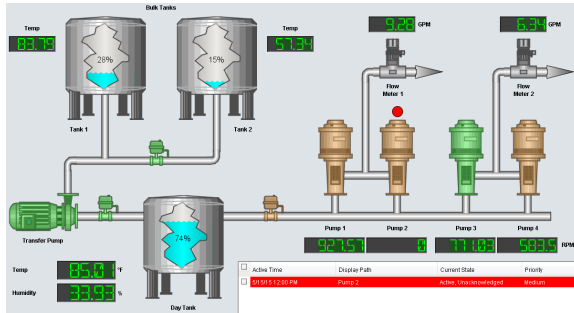 Bulk Tanks
Temp
83.79
28%
15%
Temp
57.34
9.28 GPM
6.34 GPM
Flow
Meter 1
Flow
Meter 2
Tank 1
Tank 2
74%
Transfer Pump
Pump 1
Pump 2
Pump 3
Pump 4
927.57
0
771.03
583.5 RPM
Temp 85.01 °F
Humidity 33.93 %
Day Tank
Active Time Display Path Current State Priority
5/15/15 12:00 PM Pump 2 Active, Unacknowledged Medium